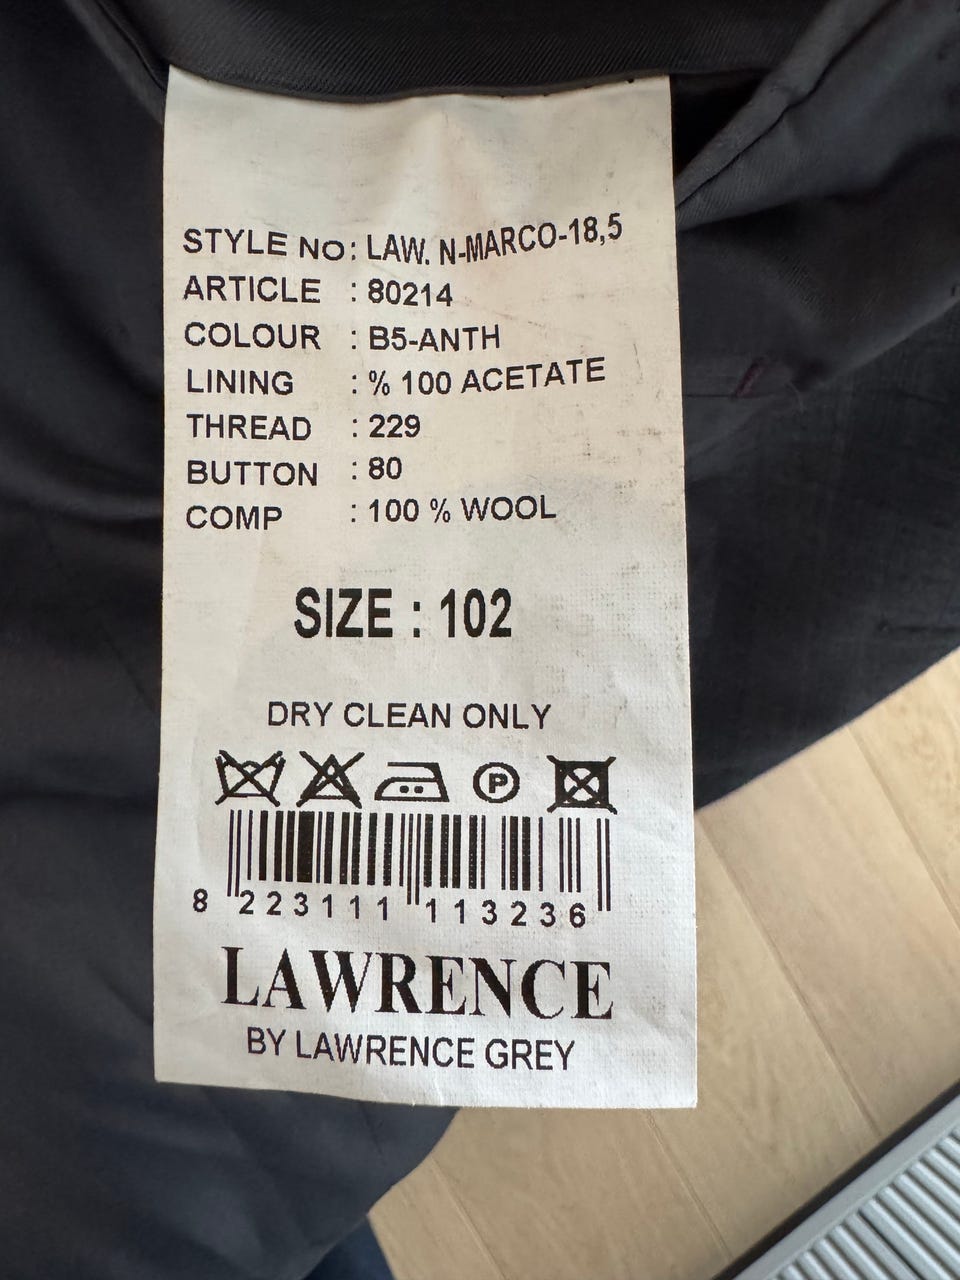 STYLE NO: LAW. N-MARCO-18,5
ARTICLE : 80214
COLOUR : B5-ANTH
LINING : % 100 ACETATE
THREAD : 229
BUTTON : 80
COMP : 100 % WOOL
SIZE : 102
DRY CLEAN ONLY
P
8 223111 113236
LAWRENCE
BY LAWRENCE GREY